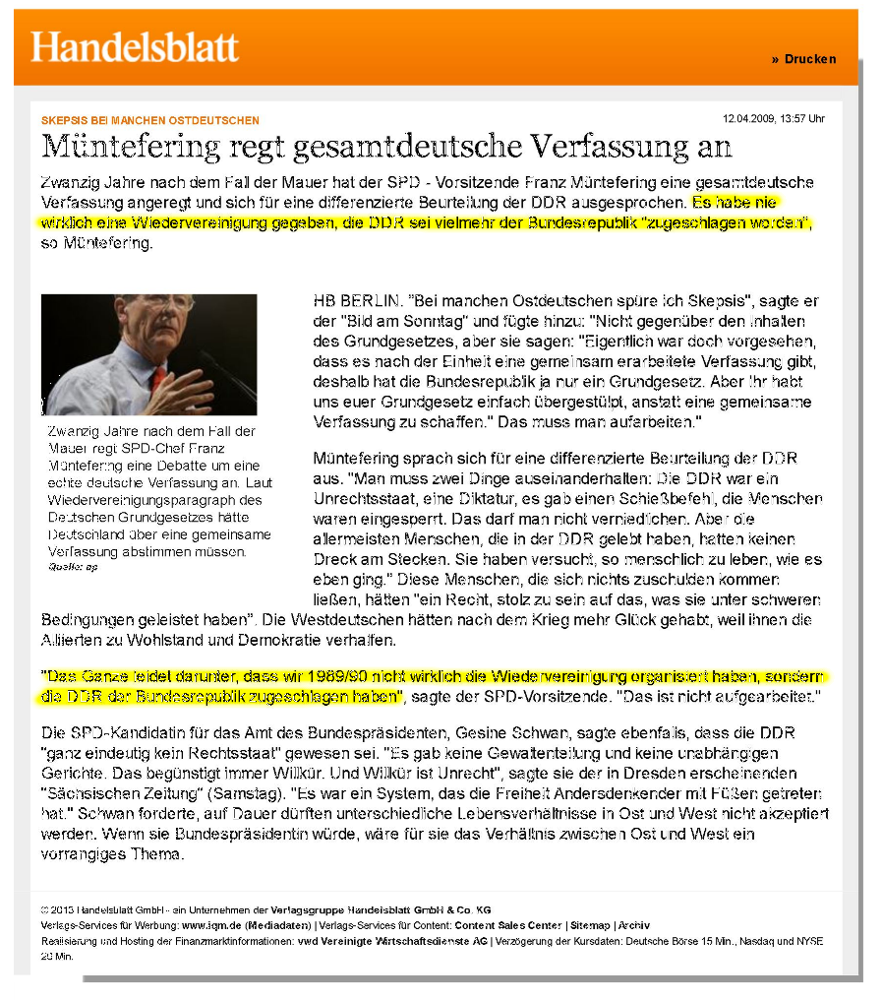 Handelsblatt
» Drucken
SKEPSIS BEI MANCHEN OSTDEUTSCHEN
12.04.2009, 13:57 Uhr
Müntefering regt gesamtdeutsche Verfassung an
Zwanzig Jahre nach dem Fall der Mauer hat der SPD - Vorsitzende Franz Müntefering eine gesamtdeutsche
Verfassung angeregt und sich für eine differenzierte Beurteilung der DDR ausgesprochen. Es habe nie
wirklich eine Wiedervereinigung gegeben, die DDR sei vielmehr der Bundesrepublik "zugeschlagen worden",
so Müntefering.
Zwanzig Jahre nach dem Fall der
Mauer regt SPD-Chef Franz
Müntefering eine Debatte um eine
echte deutsche Verfassung an. Laut
Wiedervereinigungsparagraph des
Deutschen Grundgesetzes hätte
Deutschland über eine gemeinsame
Verfassung abstimmen müssen.
Quelle: ap
HB BERLIN. "Bei manchen Ostdeutschen spüre ich Skepsis", sagte er
der "Bild am Sonntag" und fügte hinzu: "Nicht gegenüber den Inhalten
des Grundgesetzes, aber sie sagen: "Eigentlich war doch vorgesehen,
dass es nach der Einheit eine gemeinsam erarbeitete Verfassung gibt,
deshalb hat die Bundesrepublik ja nur ein Grundgesetz. Aber Ihr habt
uns euer Grundgesetz einfach übergestülpt, anstatt eine gemeinsame
Verfassung zu schaffen." Das muss man aufarbeiten."
Müntefering sprach sich für eine differenzierte Beurteilung der DDR
aus. "Man muss zwei Dinge auseinanderhalten: Die DDR war ein
Unrechtsstaat, eine Diktatur, es gab einen Schießbefehl, die Menschen
waren eingesperrt. Das darf man nicht verniedlichen. Aber die
allermeisten Menschen, die in der DDR gelebt haben, hatten keinen
Dreck am Stecken. Sie haben versucht, so menschlich zu leben, wie es
eben ging." Diese Menschen, die sich nichts zuschulden kommen
ließen, hätten "ein Recht, stolz zu sein auf das, was sie unter schweren
Bedingungen geleistet haben". Die Westdeutschen hätten nach dem Krieg mehr Glück gehabt, weil ihnen die
Alliierten zu Wohlstand und Demokratie verhalfen.
"Das Ganze leidet darunter, dass wir 1989/90 nicht wirklich die Wiedervereinigung organisiert haben, sondern
die DDR der Bundesrepublik zugeschlagen haben", sagte der SPD-Vorsitzende. "Das ist nicht aufgearbeitet."
Die SPD-Kandidatin für das Amt des Bundespräsidenten, Gesine Schwan, sagte ebenfalls, dass die DDR
"ganz eindeutig kein Rechtsstaat" gewesen sei. "Es gab keine Gewaltenteilung und keine unabhängigen
Gerichte. Das begünstigt immer Willkür. Und Willkür ist Unrecht", sagte sie der in Dresden erscheinenden
"Sächsischen Zeitung" (Samstag). "Es war ein System, das die Freiheit Andersdenkender mit Füßen getreten
hat." Schwan forderte, auf Dauer dürften unterschiedliche Lebensverhältnisse in Ost und West nicht akzeptiert
werden. Wenn sie Bundespräsidentin würde, wäre für sie das Verhältnis zwischen Ost und West ein
vorrangiges Thema.
© 2013 Handelsblatt GmbH - ein Unternehmen der Verlagsgruppe Handelsblatt GmbH & Co. KG
Verlags-Services für Werbung: www.iqm.de (Mediadaten) | Verlags-Services für Content: Content Sales Center | Sitemap | Archiv
Realisierung und Hosting der Finanzmarktinformationen: vwd Vereinigte Wirtschaftsdienste AG | Verzögerung der Kursdaten: Deutsche Börse 15 Min., Nasdaq und NYSE
20 Min.